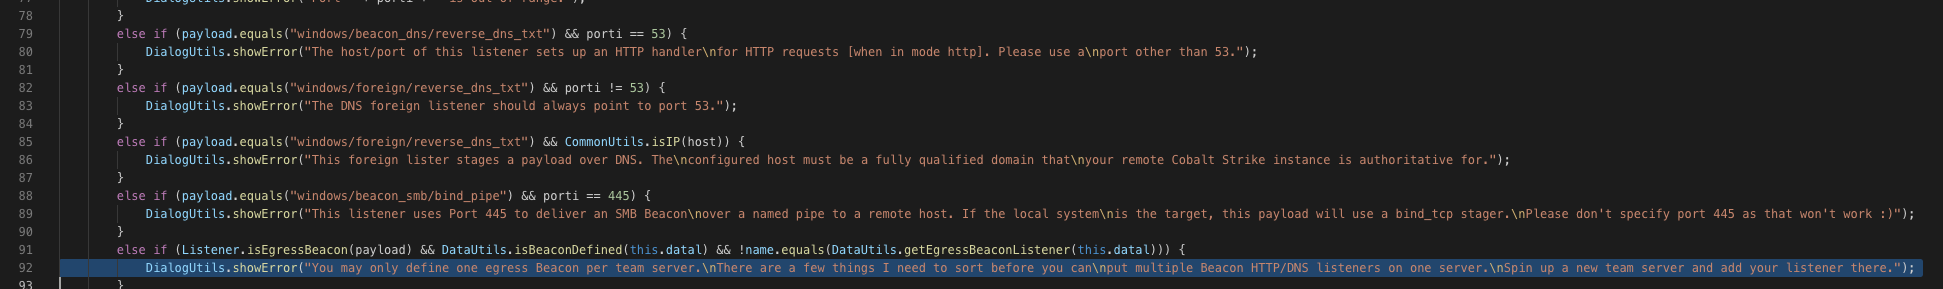 77 DialogUtils.showError("Port '" + porti + "' is out of range.");
78 }
79 else if (payload.equals("windows/beacon_dns/reverse_dns_txt") && porti == 53) {
80 DialogUtils.showError("The host/port of this listener sets up an HTTP handler\nfor HTTP requests [when in mode http]. Please use a\nport other than 53.");
81 }
82 else if (payload.equals("windows/foreign/reverse_dns_txt") && porti != 53) {
83 DialogUtils.showError("The DNS foreign listener should always point to port 53.");
84 }
85 else if (payload.equals("windows/foreign/reverse_dns_txt") && CommonUtils.isIP(host)) {
86 DialogUtils.showError("This foreign lister stages a payload over DNS. The\nconfigured host must be a fully qualified domain that\nyour remote Cobalt Strike instance is authoritative for.");
87 }
88 else if (payload.equals("windows/beacon_smb/bind_pipe") && porti == 445) {
89 DialogUtils.showError("This listener uses Port 445 to deliver an SMB Beacon\nover a named pipe to a remote host. If the local system\nis the target, this payload will use a bind_tcp stager.\nPlease don't specify port 445 as that won't work :)");
90 }
91 else if (Listener.isEgressBeacon(payload) && DataUtils.isBeaconDefined(this.datal) && !name.equals(DataUtils.getEgressBeaconListener(this.datal))) {
92 DialogUtils.showError("You may only define one egress Beacon per team server.\nThere are a few things I need to sort before you can\nput multiple Beacon HTTP/DNS listeners on one server.\nSpin up a new team server and add your listener there.");
93 }